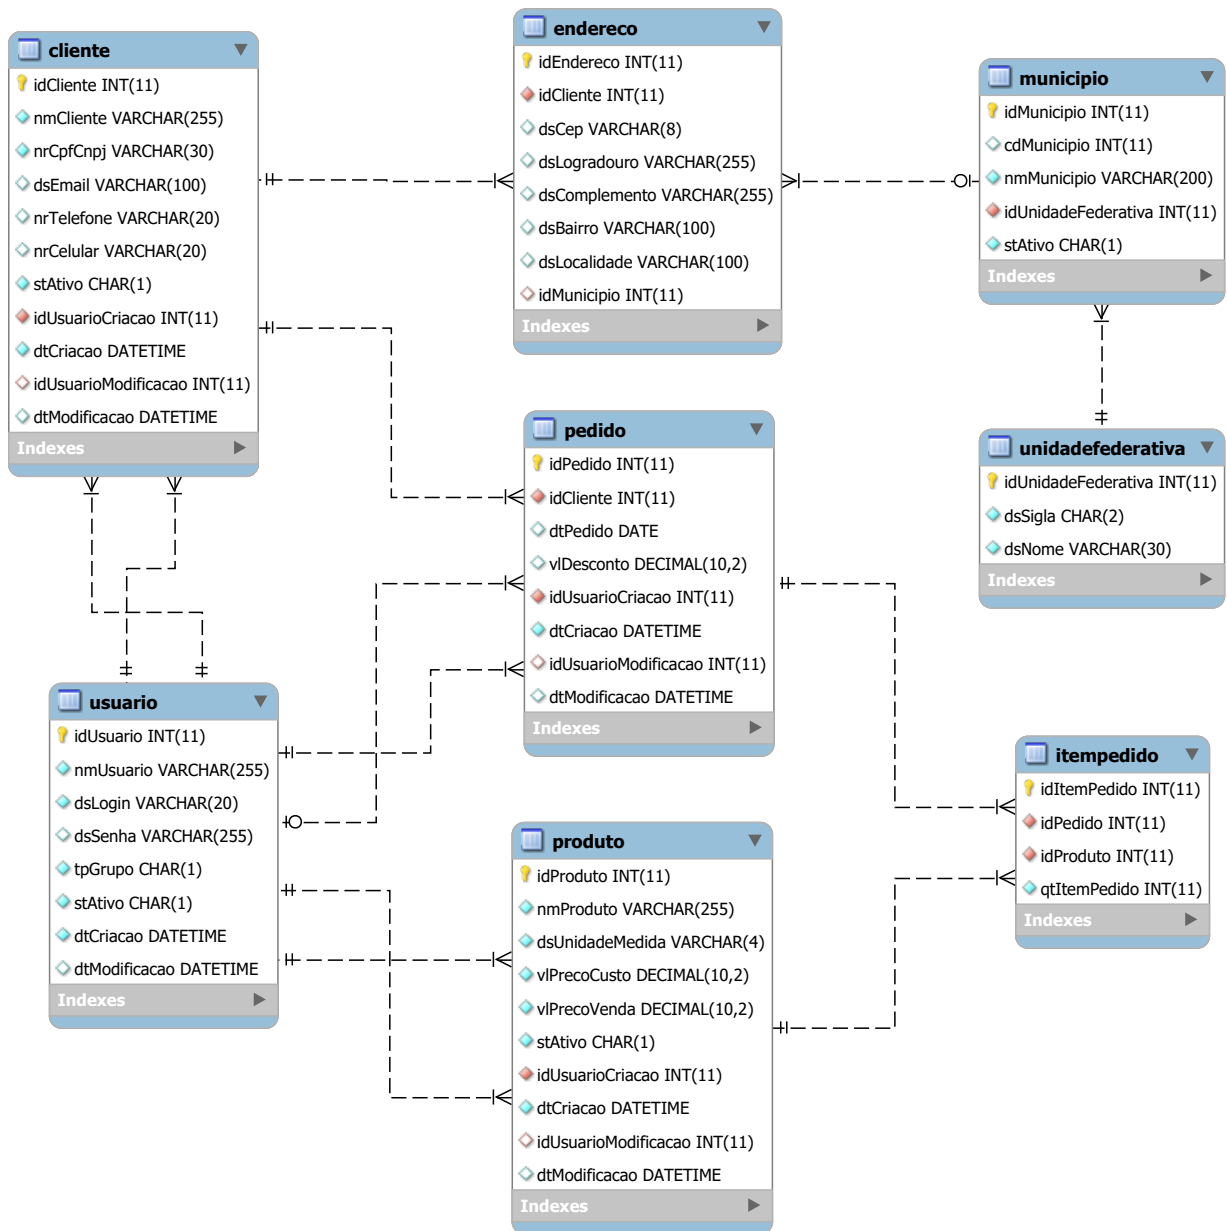 cliente
idCliente INT(11)
nmCliente VARCHAR(255)
nrCpfCnpj VARCHAR(30)
dsEmail VARCHAR(100)
nrTelefone VARCHAR(20)
nrCelular VARCHAR(20)
stAtivo CHAR(1)
idUsuarioCriacao INT(11)
dtCriacao DATETIME
idUsuarioModificacao INT(11)
dtModificacao DATETIME
Indexes
endereco
idEndereco INT(11)
idCliente INT(11)
dsCep VARCHAR(8)
dsLogradouro VARCHAR(255)
dsComplemento VARCHAR(255)
dsBairro VARCHAR(100)
dsLocalidade VARCHAR(100)
idMunicipio INT(11)
Indexes
municipio
idMunicipio INT(11)
cdMunicipio INT(11)
nmMunicipio VARCHAR(200)
idUnidadeFederativa INT(11)
stAtivo CHAR(1)
Indexes
pedido
idPedido INT(11)
idCliente INT(11)
dtPedido DATE
vlDesconto DECIMAL(10,2)
idUsuarioCriacao INT(11)
dtCriacao DATETIME
idUsuarioModificacao INT(11)
dtModificacao DATETIME
Indexes
unidadefederativa
idUnidadeFederativa INT(11)
dsSigla CHAR(2)
dsNome VARCHAR(30)
Indexes
usuario
idUsuario INT(11)
nmUsuario VARCHAR(255)
dsLogin VARCHAR(20)
dsSenha VARCHAR(255)
tpGrupo CHAR(1)
stAtivo CHAR(1)
dtCriacao DATETIME
dtModificacao DATETIME
Indexes
produto
idProduto INT(11)
nmProduto VARCHAR(255)
dsUnidadeMedida VARCHAR(4)
vlPrecoCusto DECIMAL(10,2)
vlPrecoVenda DECIMAL(10,2)
stAtivo CHAR(1)
idUsuarioCriacao INT(11)
dtCriacao DATETIME
idUsuarioModificacao INT(11)
dtModificacao DATETIME
Indexes
itempedido
idItemPedido INT(11)
idPedido INT(11)
idProduto INT(11)
qtItemPedido INT(11)
Indexes